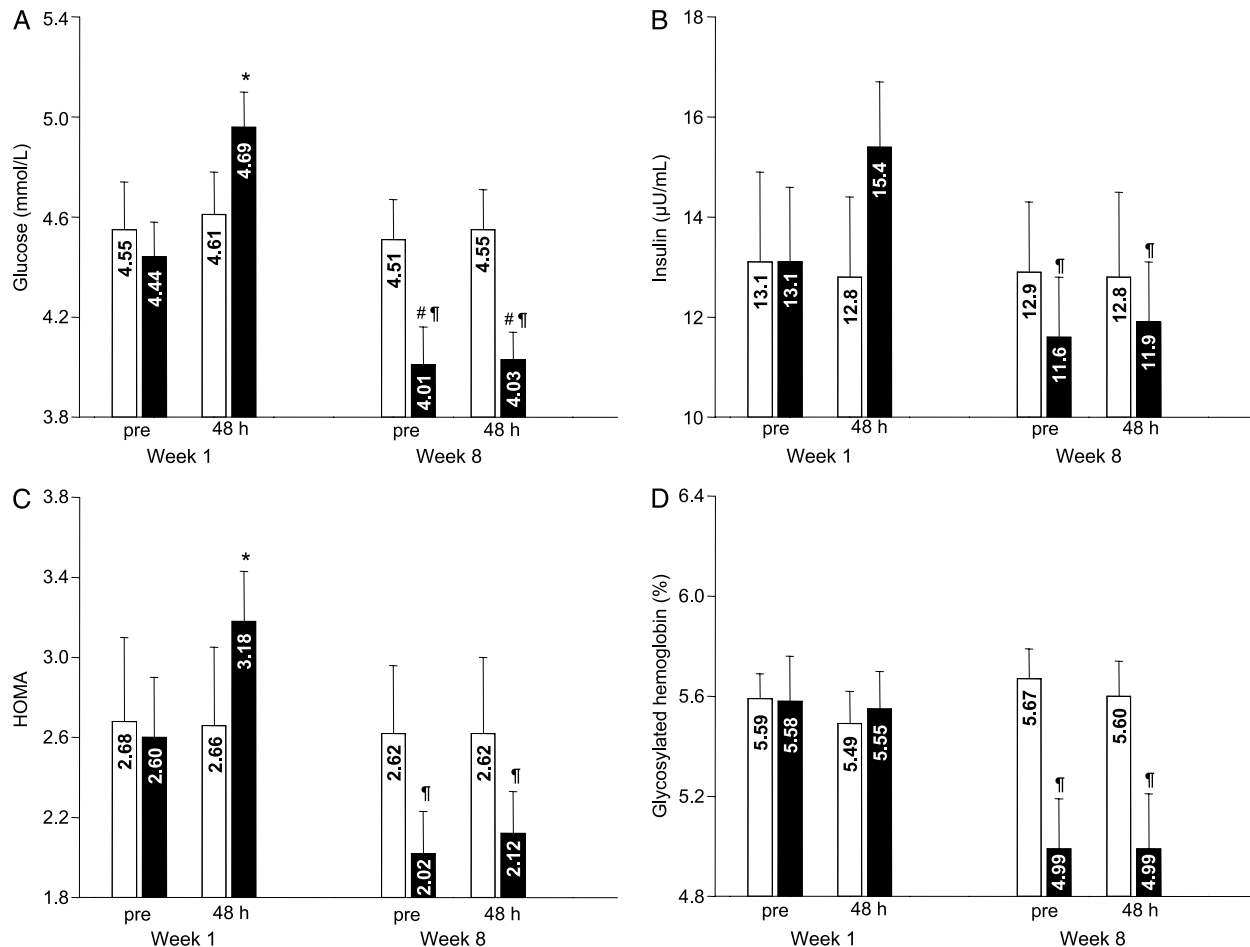 A
Glucose (mmol/L)
5.4
5.0
4.6
4.2
3.8
*
# ¶
# ¶
4.55
4.44
4.61
4.69
4.51
4.01
4.55
4.03
pre
48 h
pre
48 h
Week 1
Week 8
B
Insulin (µU/mL)
18
16
14
12
10
¶
¶
13.1
13.1
12.8
15.4
12.9
11.6
12.8
11.9
pre
48 h
pre
48 h
Week 1
Week 8
C
HOMA
3.8
3.4
3.0
2.6
2.2
1.8
*
¶
¶
2.68
2.60
2.66
3.18
2.62
2.02
2.62
2.12
pre
48 h
pre
48 h
Week 1
Week 8
D
Glycosylated hemoglobin (%)
6.4
6.0
5.6
5.2
4.8
¶
¶
5.59
5.58
5.49
5.55
5.67
4.99
5.60
4.99
pre
48 h
pre
48 h
Week 1
Week 8